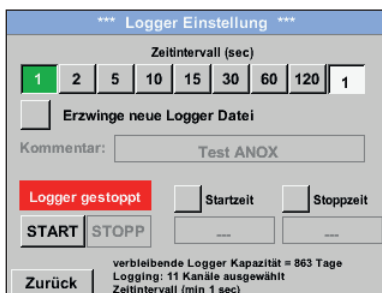 *** Logger Einstellung ***
Zeitintervall (sec)
1 2 5 10 15 30 60 120 1
Erzwinge neue Logger Datei
Kommentar: Test ANOX
Logger gestoppt Startzeit Stoppzeit
START STOPP --- ---
verbleibende Logger Kapazität = 863 Tage
Logging: 11 Kanäle ausgewählt
Zurück Zeitintervall (min 1 sec)